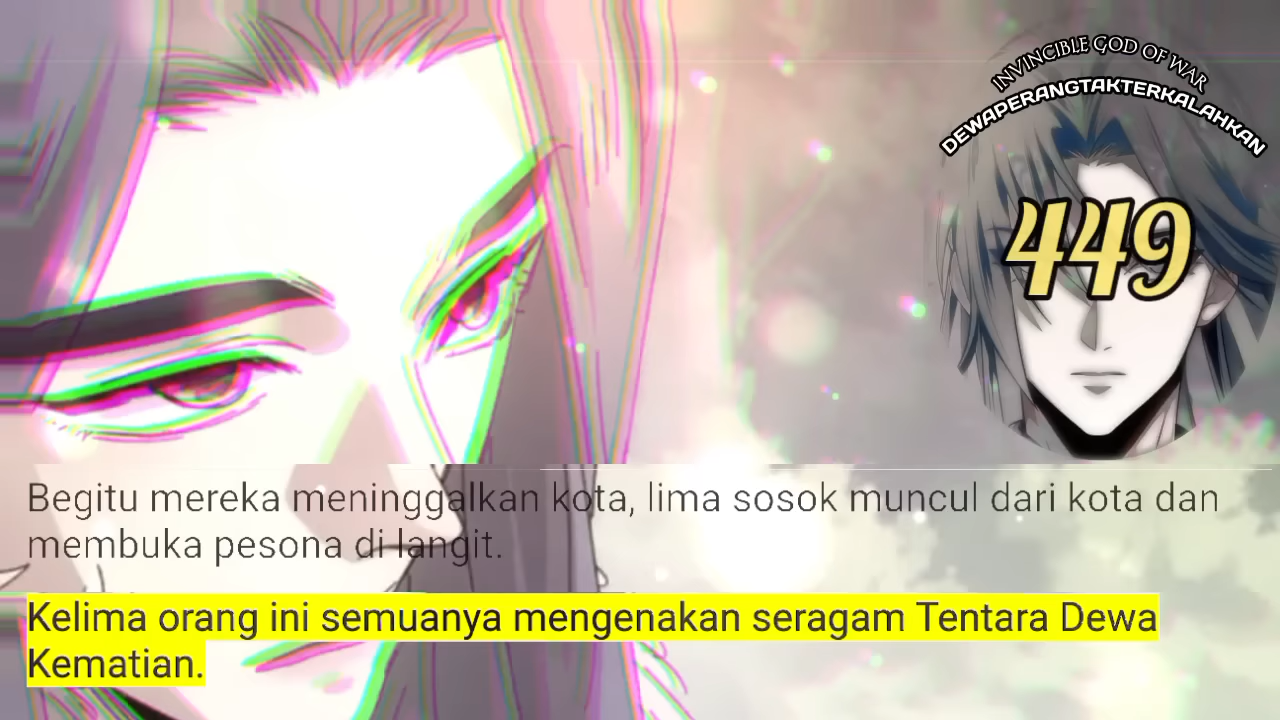 INVINCIBLE GOD OF WAR
DEWAPERANGTAKTERKALAHKAN
449
Begitu mereka meninggalkan kota, lima sosok muncul dari kota dan
membuka pesona di langit.
Kelima orang ini semuanya mengenakan seragam Tentara Dewa
Kematian.